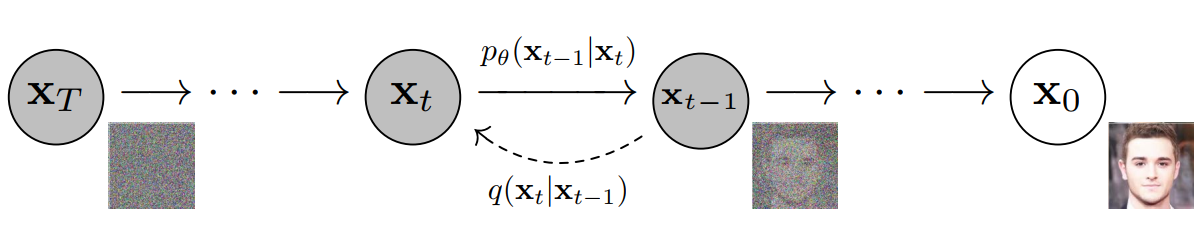 p_θ(x_{t−1}|x_t)
x_T → ⋯ → x_t → x_{t−1} → ⋯ → x_0
q(x_t|x_{t−1})